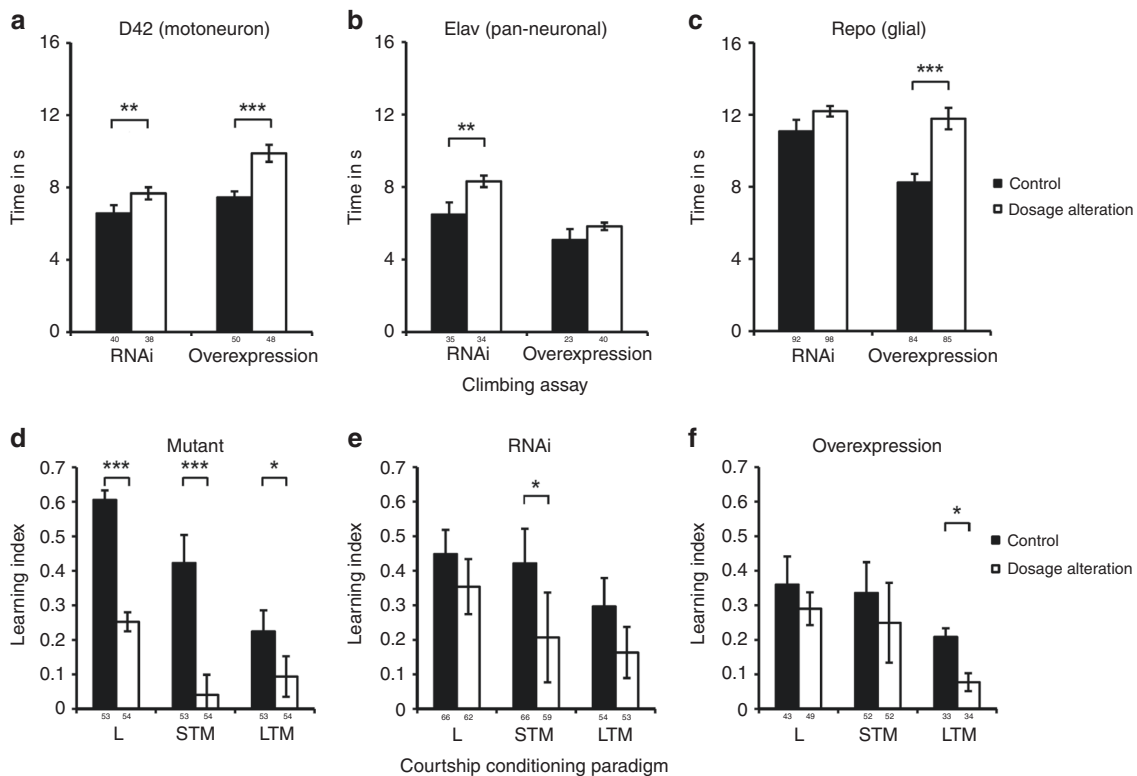 a
D42 (motoneuron)
16
12
8
4
0
Time in s
**
***
40 38 50 48
RNAi Overexpression
b
Elav (pan-neuronal)
16
12
8
4
0
Time in s
**
35 34 23 40
RNAi Overexpression
Climbing assay
c
Repo (glial)
16
12
8
4
0
Time in s
***
92 98 84 85
RNAi Overexpression
Control
Dosage alteration
d
Mutant
0.7
0.6
0.5
0.4
0.3
0.2
0.1
0
Learning index
*** *** *
53 54 53 54 53 54
L STM LTM
e
RNAi
0.7
0.6
0.5
0.4
0.3
0.2
0.1
0
Learning index
*
66 62 66 59 54 53
L STM LTM
Courtship conditioning paradigm
f
Overexpression
0.7
0.6
0.5
0.4
0.3
0.2
0.1
0
Learning index
*
43 49 52 52 33 34
L STM LTM
Control
Dosage alteration